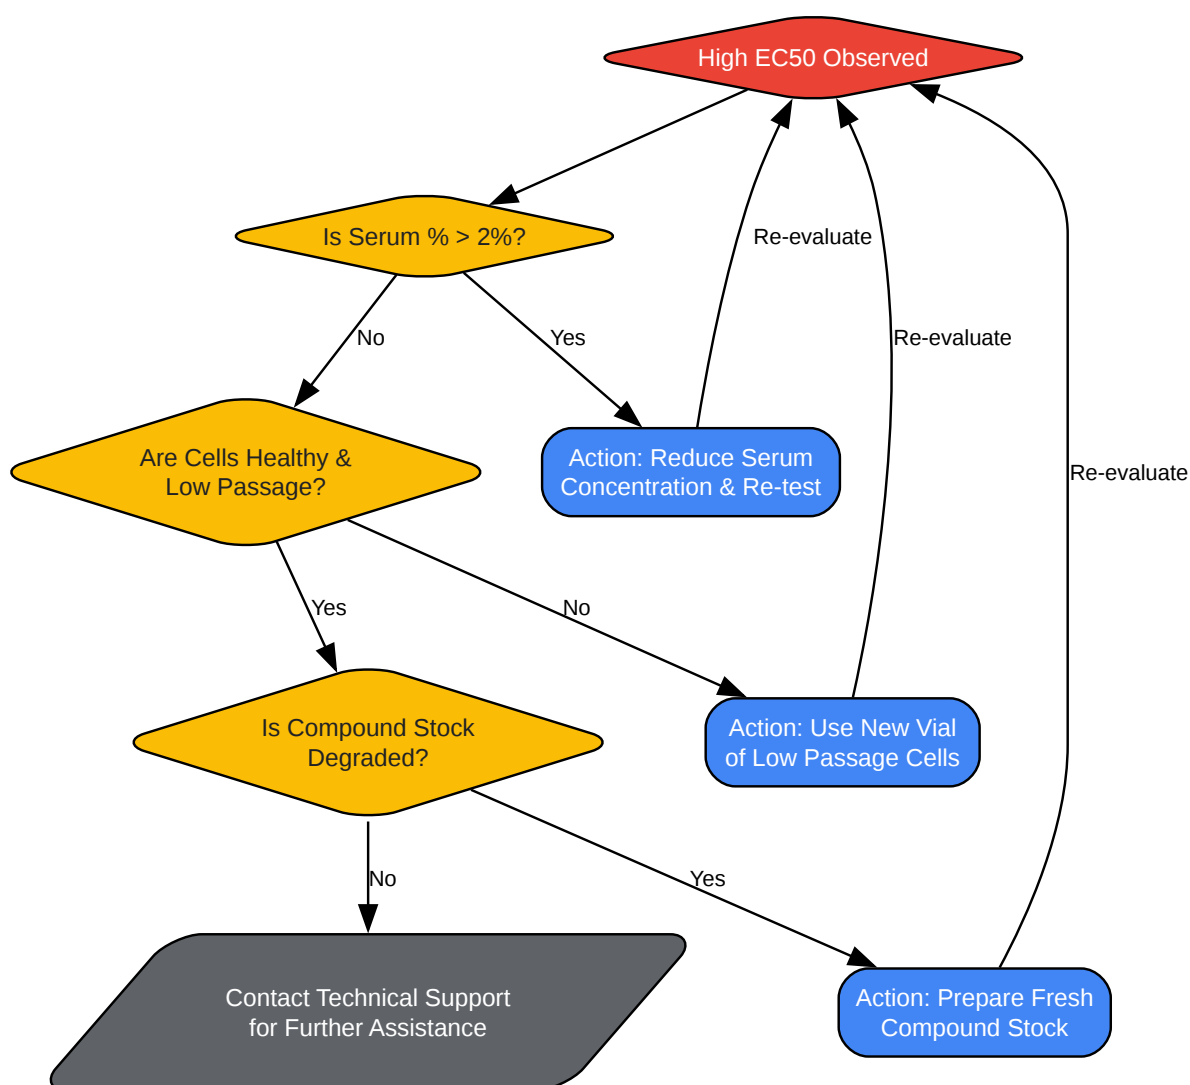 High EC50 Observed
Is Serum % > 2%?
Re-evaluate
No
Yes
Re-evaluate
Are Cells Healthy &
Low Passage?
Action: Reduce Serum
Concentration & Re-test
Re-evaluate
Yes
No
Is Compound Stock
Degraded?
Action: Use New Vial
of Low Passage Cells
No
Yes
Contact Technical Support
for Further Assistance
Action: Prepare Fresh
Compound Stock